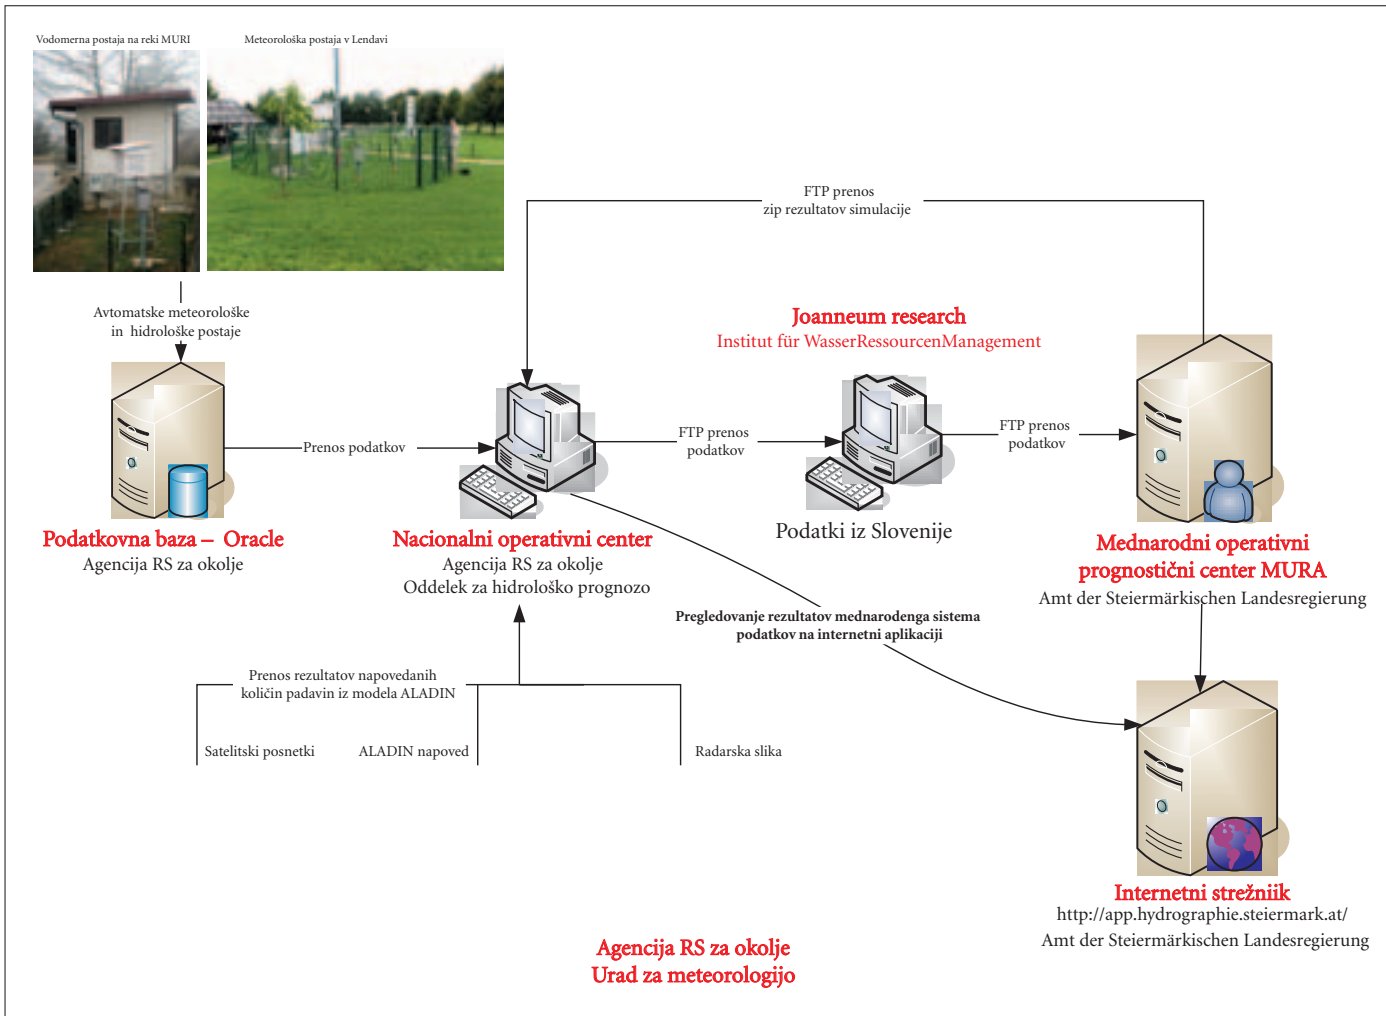 Vodomerna postaja na reki MURI
Meteorološka postaja v Lendavi
FTP prenos
zip rezultatov simulacije
Avtomatske meteorološke
in hidrološke postaje
Joanneum research
Institut für WasserRessourcenManagement
Prenos podatkov
FTP prenos
podatkov
FTP prenos
podatkov
Podatkovna baza – Oracle
Agencija RS za okolje
Nacionalni operativni center
Agencija RS za okolje
Oddelek za hidrološko prognozo
Podatki iz Slovenije
Mednarodni operativni
prognostični center MURA
Amt der Steiermärkischen Landesregierung
Pregledovanje rezultatov mednarodenga sistema
podatkov na internetni aplikaciji
Prenos rezultatov napovedanih
količin padavin iz modela ALADIN
Satelitski posnetki
ALADIN napoved
Radarska slika
Internetni strežniik
http://app.hydrographie.steiermark.at/
Amt der Steiermärkischen Landesregierung
Agencija RS za okolje
Urad za meteorologijo